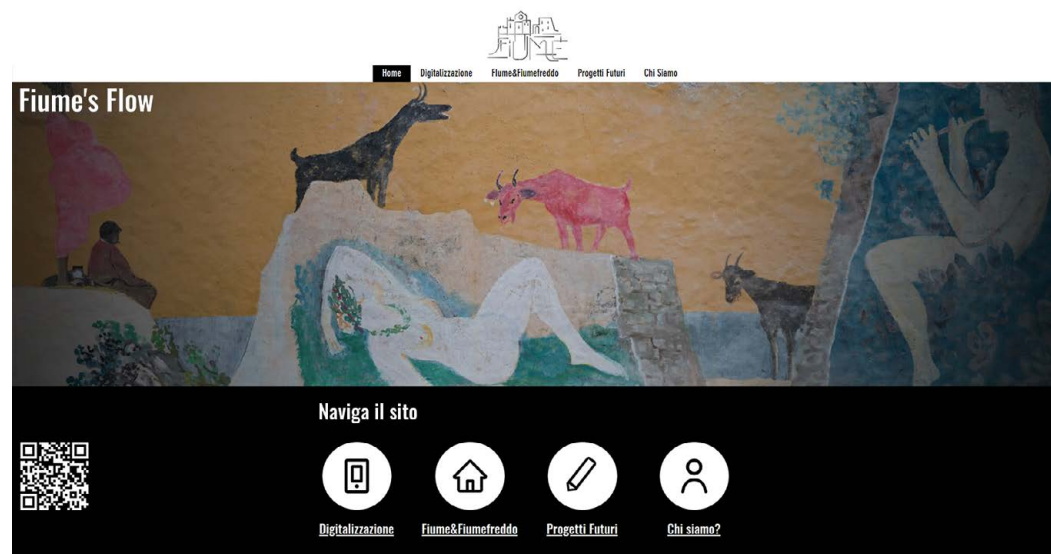 FIUME
Home Digitalizzazione FIume&Fiumefreddo Progetti Futuri Chi Siamo
Fiume's Flow
Naviga il sito
Digitalizzazione Fiume&Fiumefreddo Progetti Futuri Chi siamo?